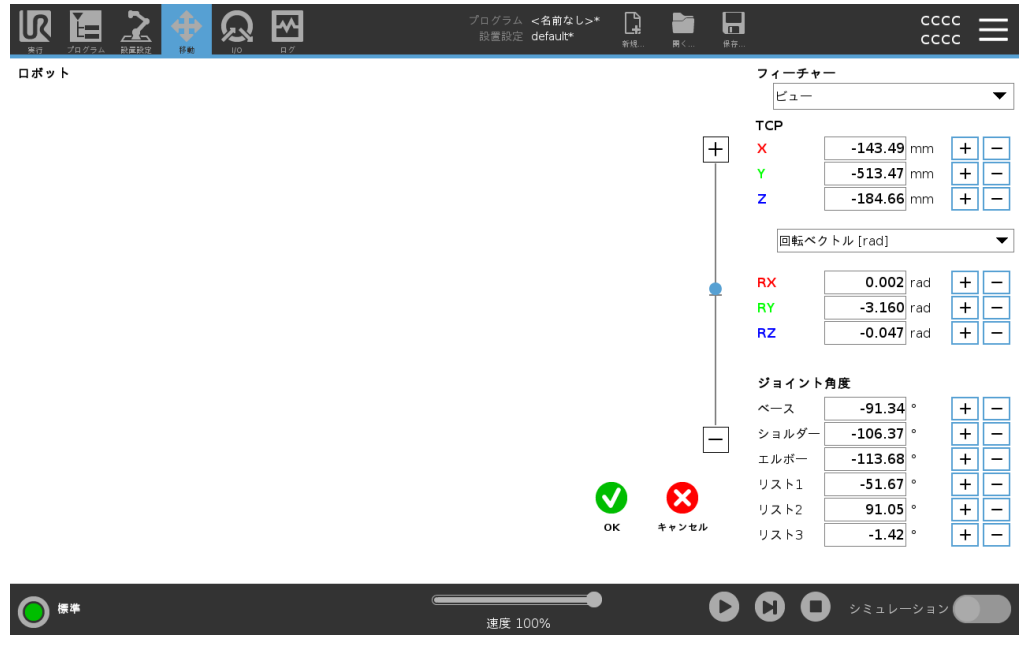 プログラム <名前なし>*
設置設定 default*
cccc
cccc
実行 プログラム 設置設定 移動 I/O ログ
新規... 開く... 保存...
ロボット
フィーチャー
ビュー
TCP
X -143.49 mm + −
Y -513.47 mm + −
Z -184.66 mm + −
回転ベクトル [rad]
RX 0.002 rad + −
RY -3.160 rad + −
RZ -0.047 rad + −
ジョイント角度
ベース -91.34 ° + −
ショルダー -106.37 ° + −
エルボー -113.68 ° + −
リスト1 -51.67 ° + −
リスト2 91.05 ° + −
リスト3 -1.42 ° + −
OK キャンセル
標準
速度 100%
シミュレーション